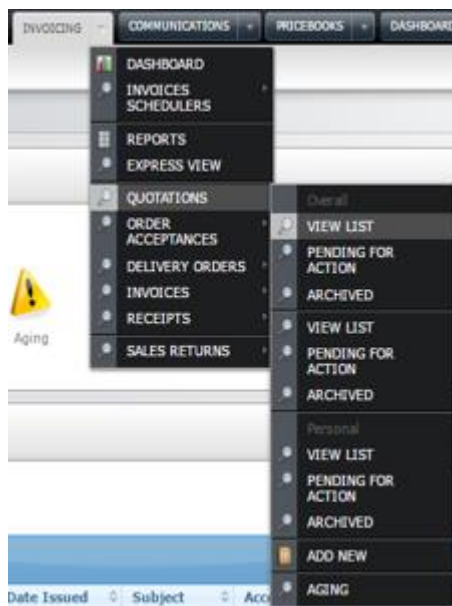 INVOICING
COMMUNICATIONS
PRICEBOOKS
DASHBOARD
DASHBOARD
INVOICES
SCHEDULERS
REPORTS
EXPRESS VIEW
QUOTATIONS
ORDER
ACCEPTANCES
DELIVERY ORDERS
INVOICES
RECEIPTS
SALES RETURNS
Overall
VIEW LIST
PENDING FOR
ACTION
ARCHIVED
VIEW LIST
PENDING FOR
ACTION
ARCHIVED
Personal
VIEW LIST
PENDING FOR
ACTION
ARCHIVED
ADD NEW
AGING
Aging
Date Issued
Subject
Acco